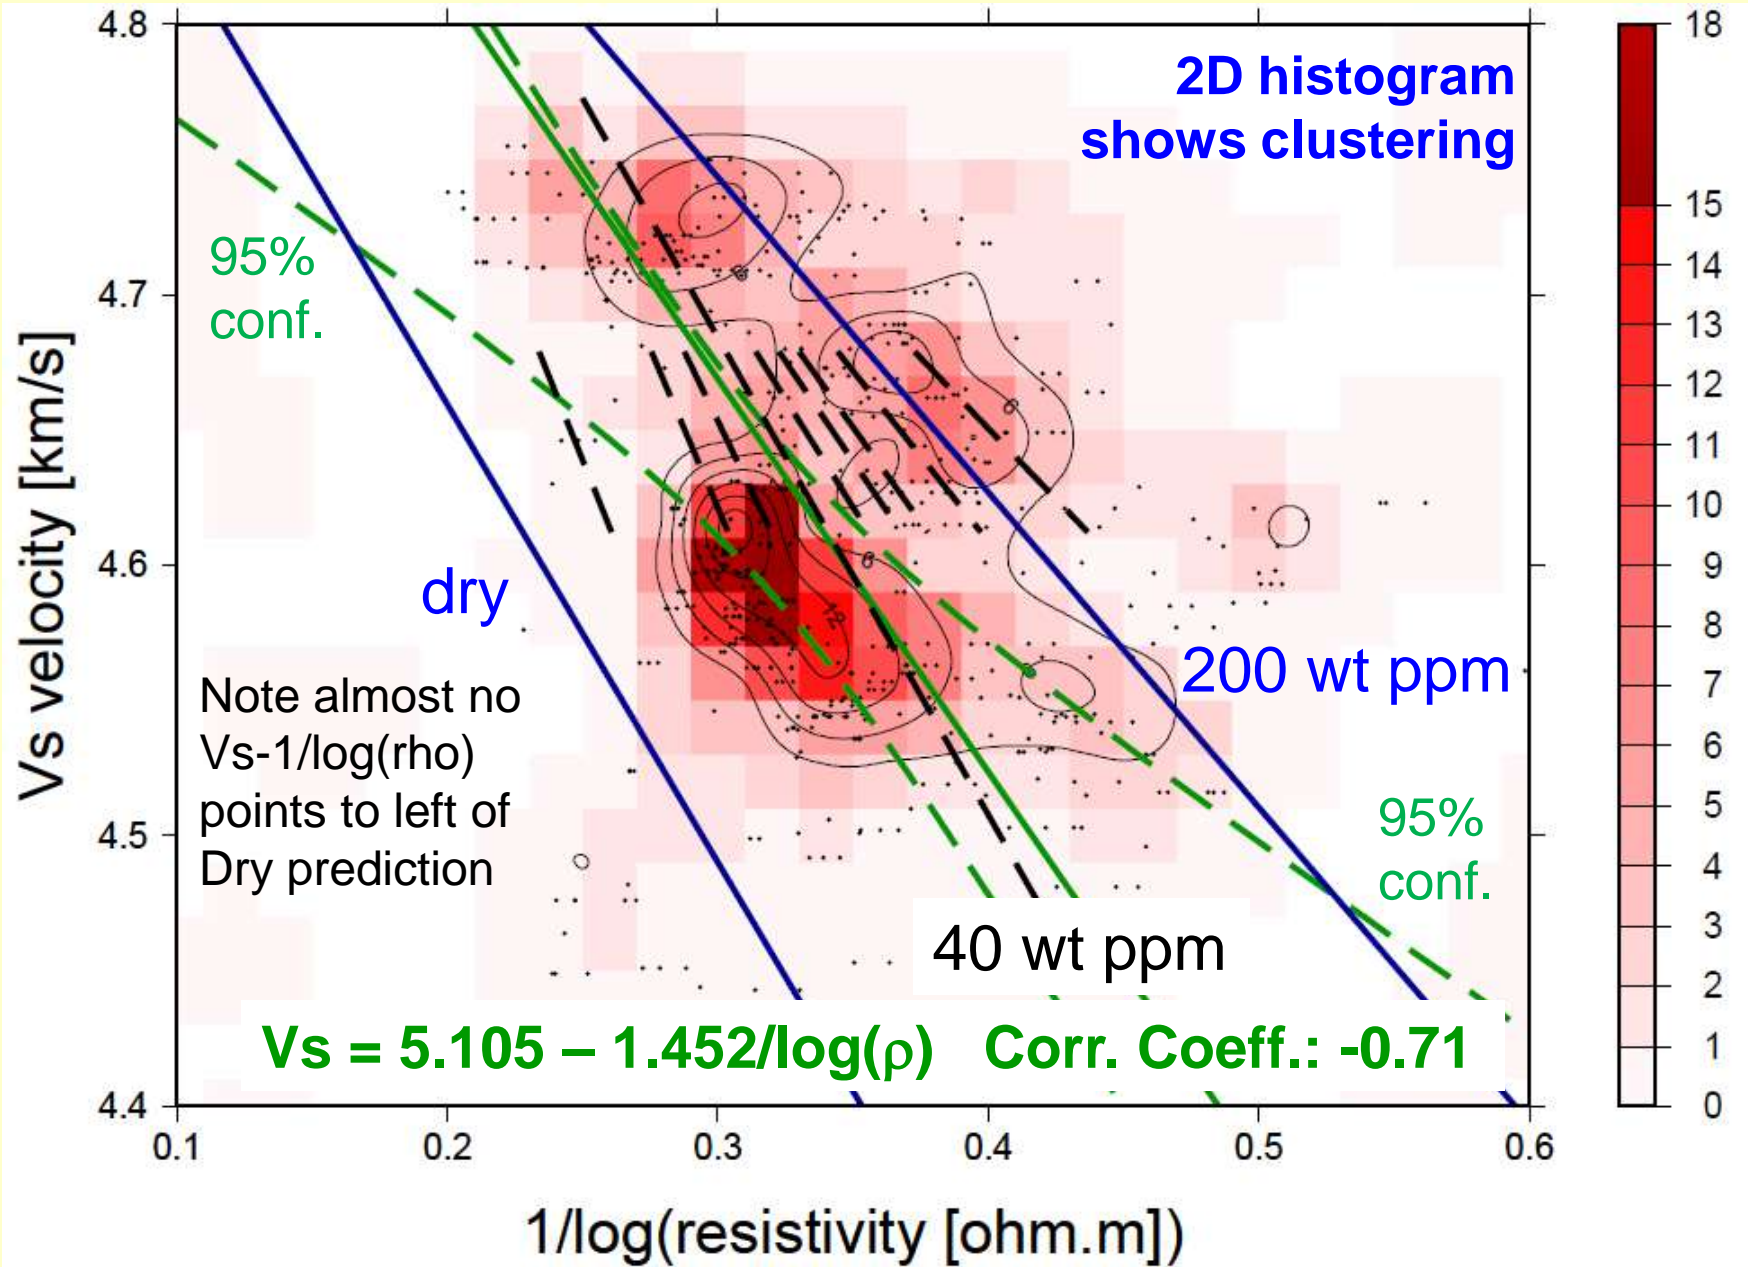 2D histogram
shows clustering
95%
conf.
dry
Note almost no
Vs-1/log(rho)
points to left of
Dry prediction
200 wt ppm
95%
conf.
40 wt ppm
Vs = 5.105 – 1.452/log(ρ) Corr. Coeff.: -0.71
6
6
6
12
Vs velocity [km/s]
4.8
4.7
4.6
4.5
4.4
0.1 0.2 0.3 0.4 0.5 0.6
1/log(resistivity [ohm.m])
18
15
14
13
12
11
10
9
8
7
6
5
4
3
2
1
0